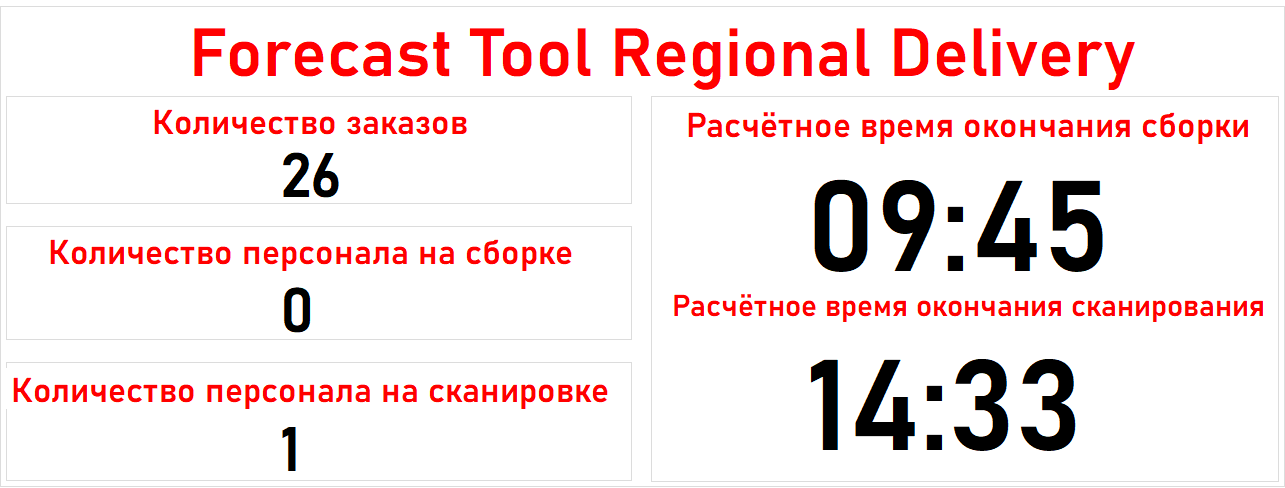 Forecast Tool Regional Delivery
Количество заказов
26
Количество персонала на сборке
0
Количество персонала на сканировке
1
Расчётное время окончания сборки
09:45
Расчётное время окончания сканирования
14:33